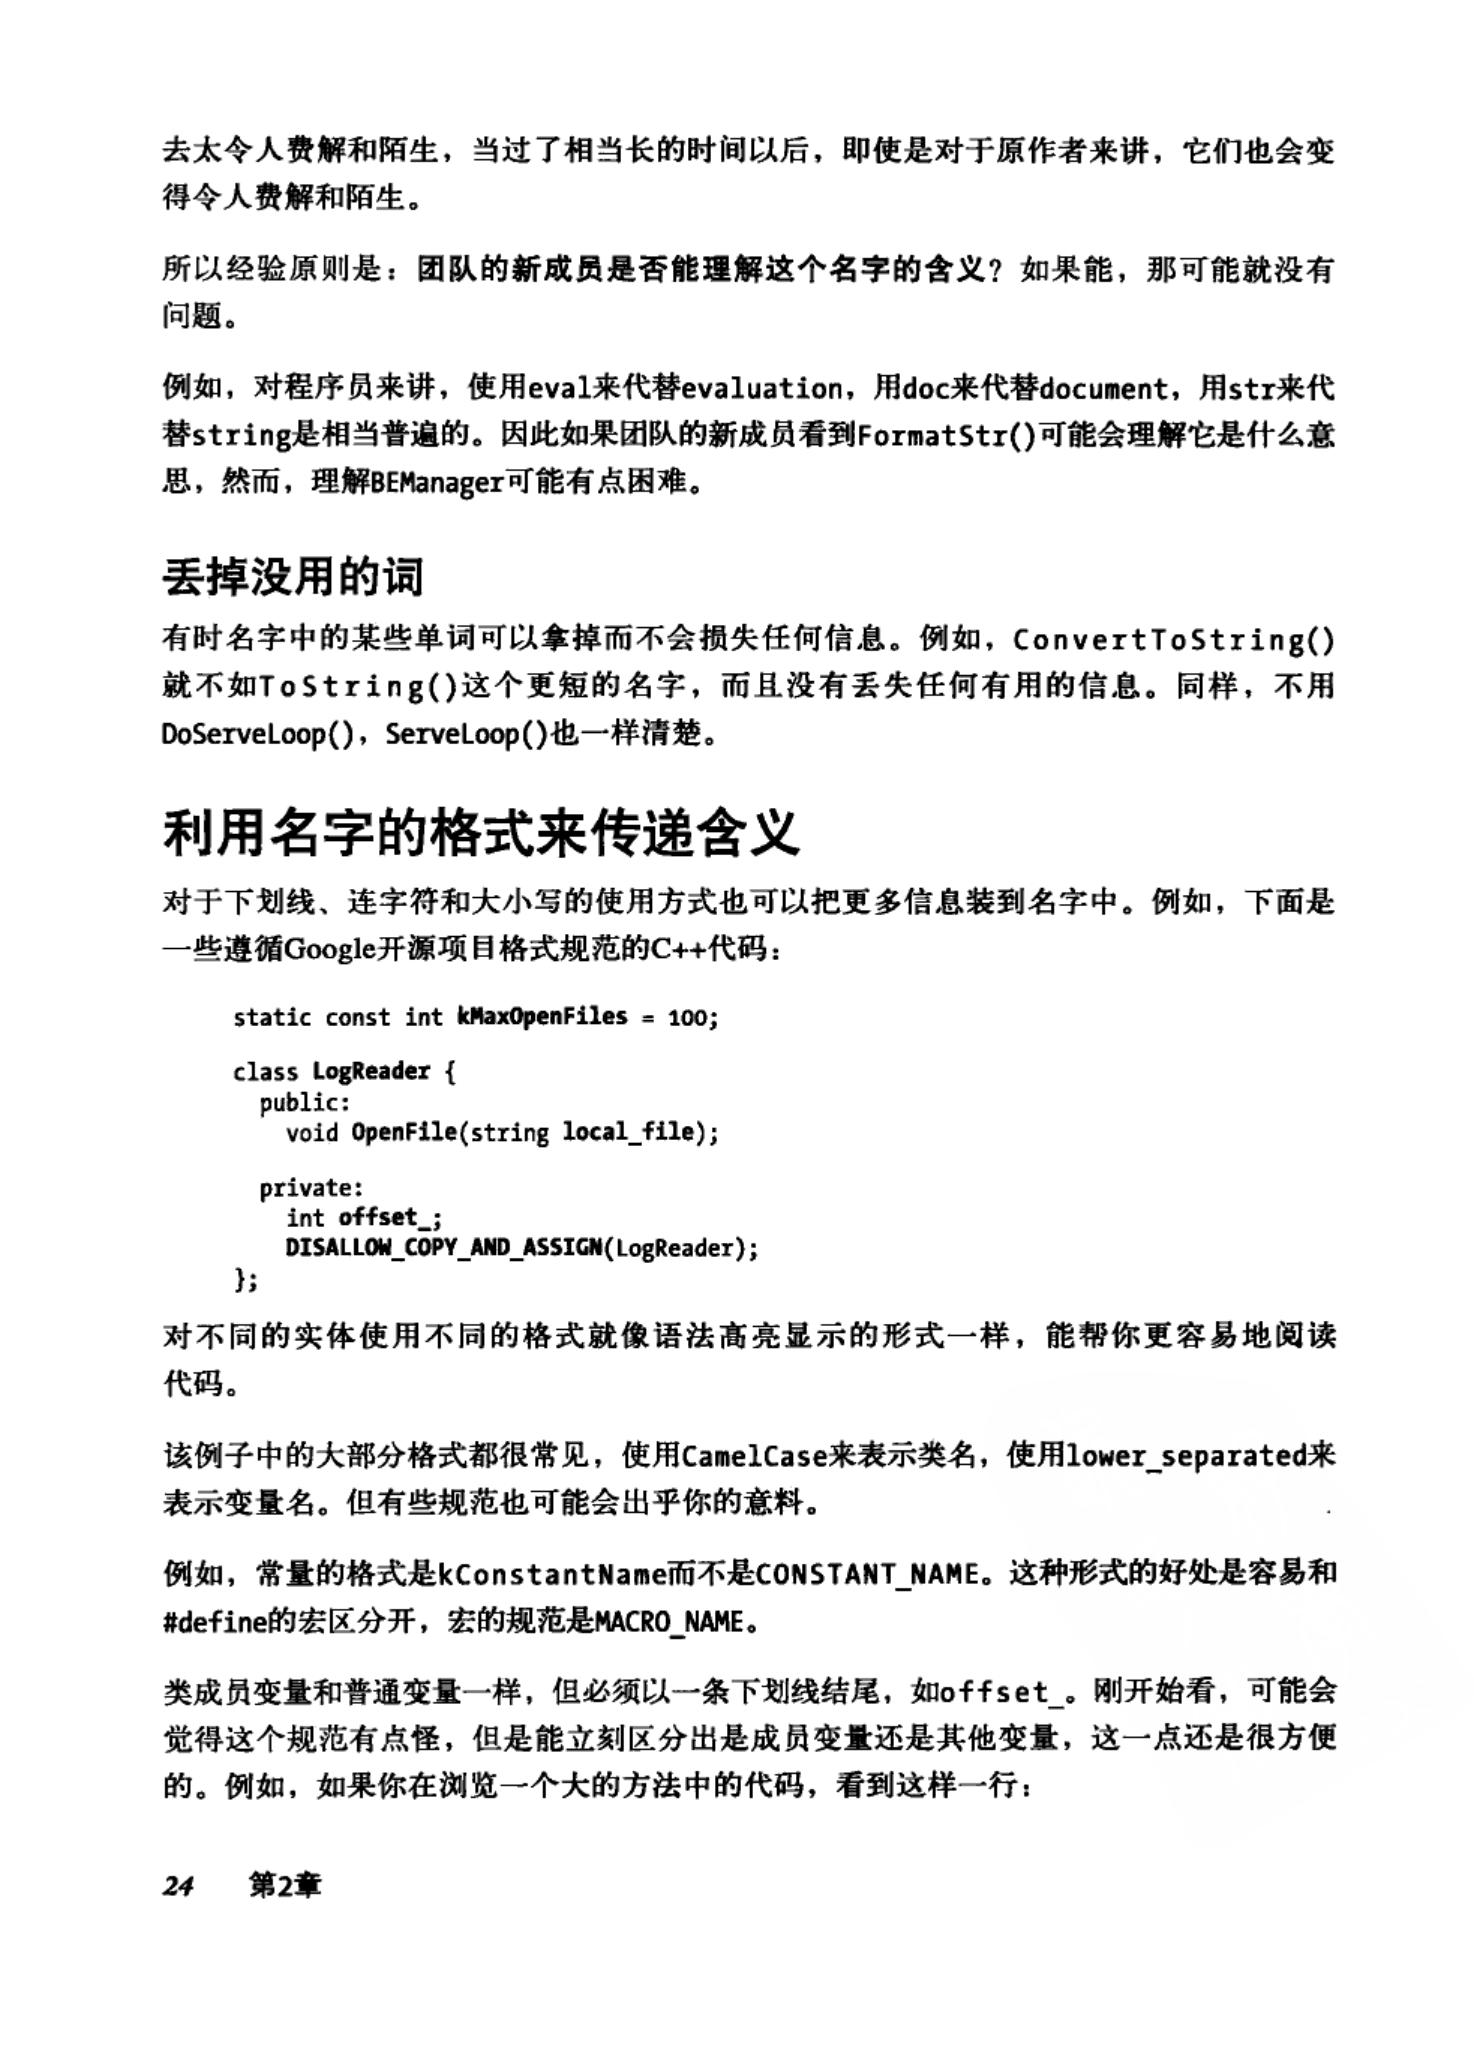 去太令人费解和陌生，当过了相当长的时间以后，即使是对于原作者来讲，它们也会变
得令人费解和陌生。
所以经验原则是：团队的新成员是否能理解这个名字的含义？如果能，那可能就没有
问题。
例如，对程序员来讲，使用eval来代替evaluation，用doc来代替document，用str来代
替string是相当普遍的。因此如果团队的新成员看到FormatStr()可能会理解它是什么意
思，然而，理解BEManager可能有点困难。
丢掉没用的词
有时名字中的某些单词可以拿掉而不会损失任何信息。例如，ConvertToString()
就不如ToString()这个更短的名字，而且没有丢失任何有用的信息。同样，不用
DoServeLoop()，ServeLoop()也一样清楚。
利用名字的格式来传递含义
对于下划线、连字符和大小写的使用方式也可以把更多信息装到名字中。例如，下面是
一些遵循Google开源项目格式规范的C++代码：
static const int kMaxOpenFiles = 100;
class LogReader {
  public:
    void OpenFile(string local_file);
  private:
    int offset_;
    DISALLOW_COPY_AND_ASSIGN(LogReader);
};
对不同的实体使用不同的格式就像语法高亮显示的形式一样，能帮你更容易地阅读
代码。
该例子中的大部分格式都很常见，使用CamelCase来表示类名，使用lower_separated来
表示变量名。但有些规范也可能会出乎你的意料。
例如，常量的格式是kConstantName而不是CONSTANT_NAME。这种形式的好处是容易和
#define的宏区分开，宏的规范是MACRO_NAME。
类成员变量和普通变量一样，但必须以一条下划线结尾，如offset_。刚开始看，可能会
觉得这个规范有点怪，但是能立刻区分出是成员变量还是其他变量，这一点还是很方便
的。例如，如果你在浏览一个大的方法中的代码，看到这样一行：
24 第2章